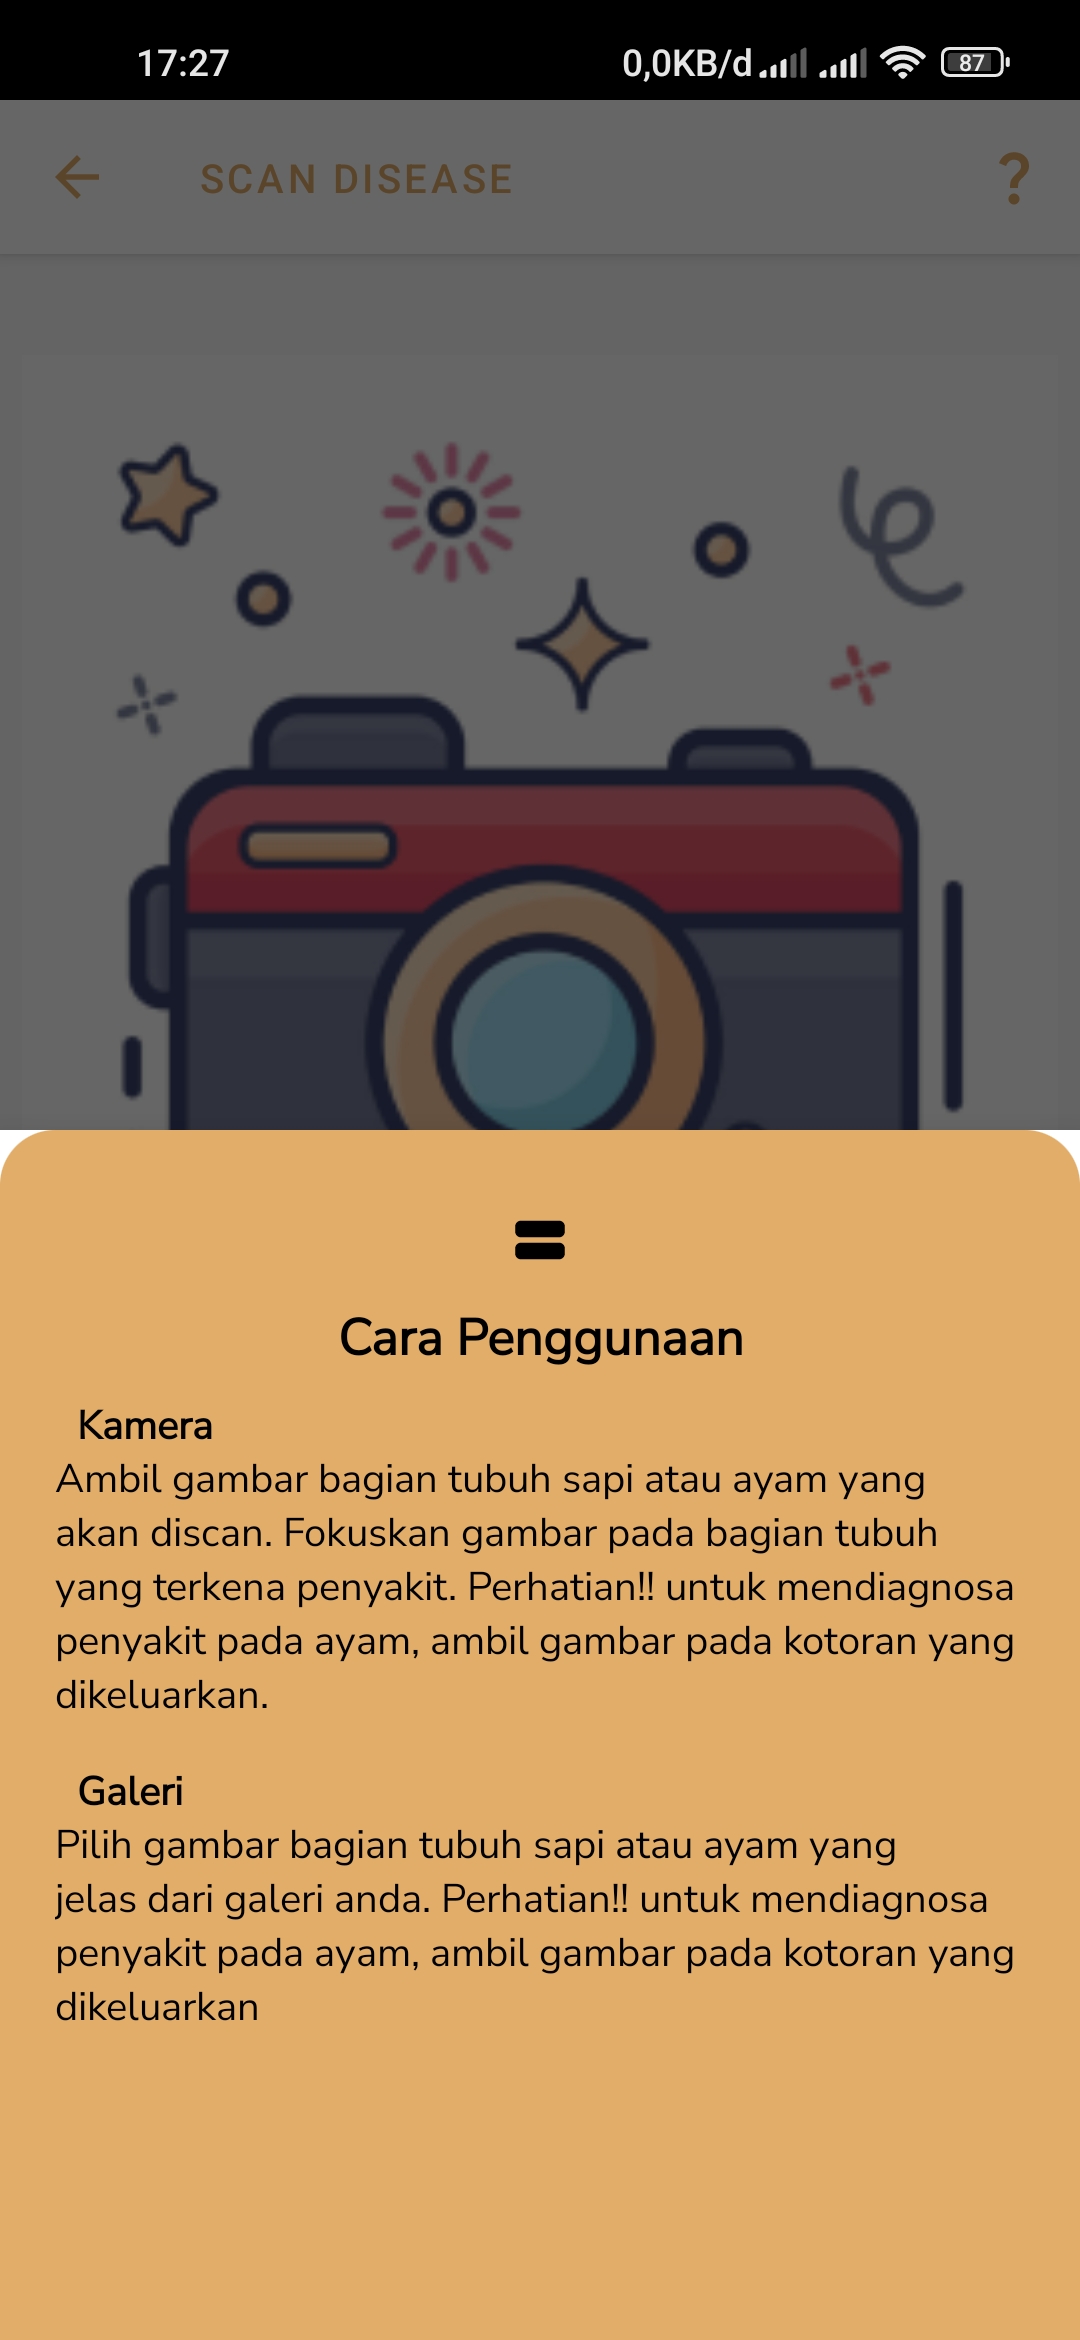 17:27 0,0KB/d 87
SCAN DISEASE ?
Cara Penggunaan
Kamera
Ambil gambar bagian tubuh sapi atau ayam yang
akan discan. Fokuskan gambar pada bagian tubuh
yang terkena penyakit. Perhatian!! untuk mendiagnosa
penyakit pada ayam, ambil gambar pada kotoran yang
dikeluarkan.
Galeri
Pilih gambar bagian tubuh sapi atau ayam yang
jelas dari galeri anda. Perhatian!! untuk mendiagnosa
penyakit pada ayam, ambil gambar pada kotoran yang
dikeluarkan